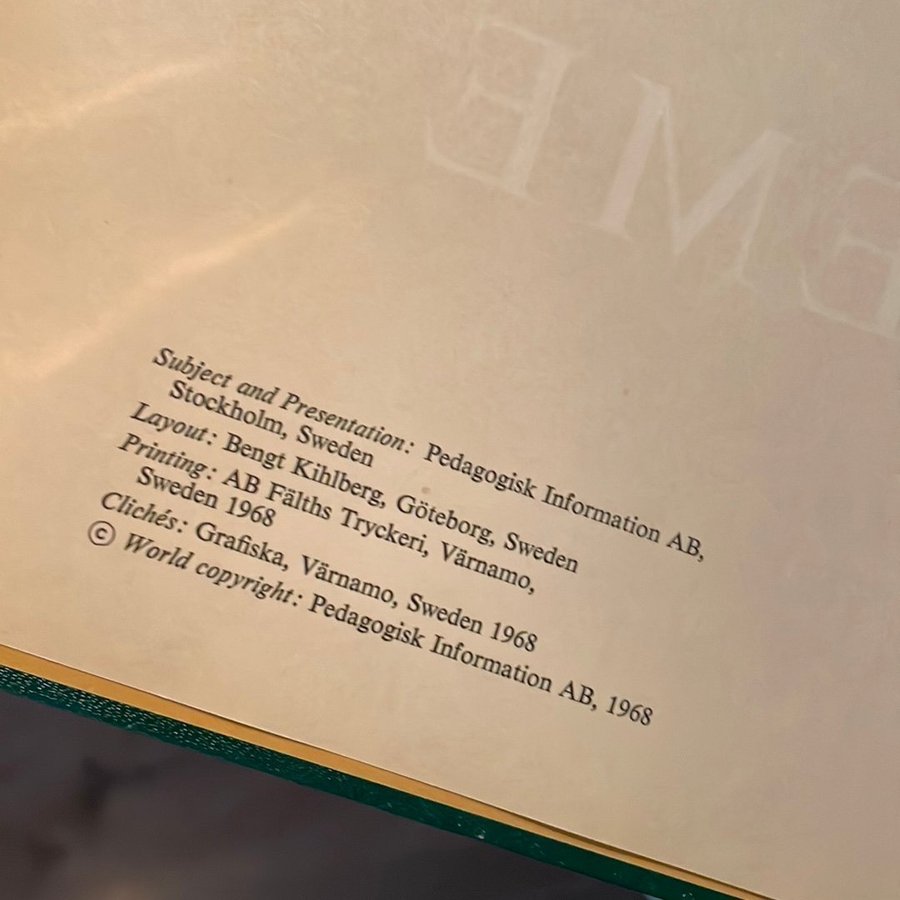 Subject and Presentation: Pedagogisk Information AB,
Stockholm, Sweden
Layout: Bengt Kihlberg, Göteborg, Sweden
Printing: AB Fälths Tryckeri, Värnamo,
Sweden 1968
Clichés: Grafiska, Värnamo, Sweden 1968
© World copyright: Pedagogisk Information AB, 1968